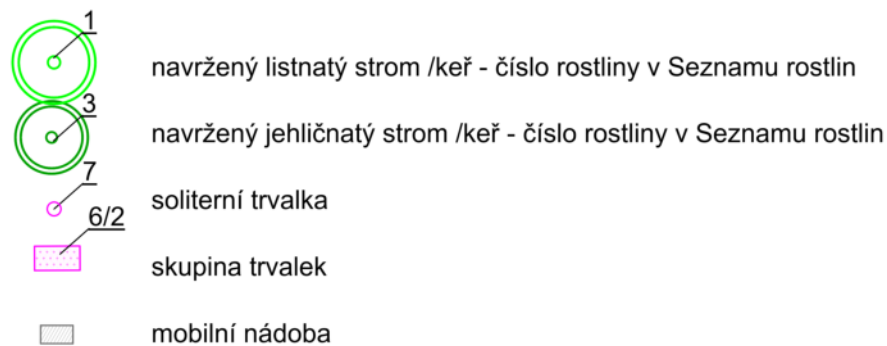 1
navržený listnatý strom /keř - číslo rostliny v Seznamu rostlin
3
navržený jehličnatý strom /keř - číslo rostliny v Seznamu rostlin
7
soliterní trvalka
6/2
skupina trvalek
mobilní nádoba